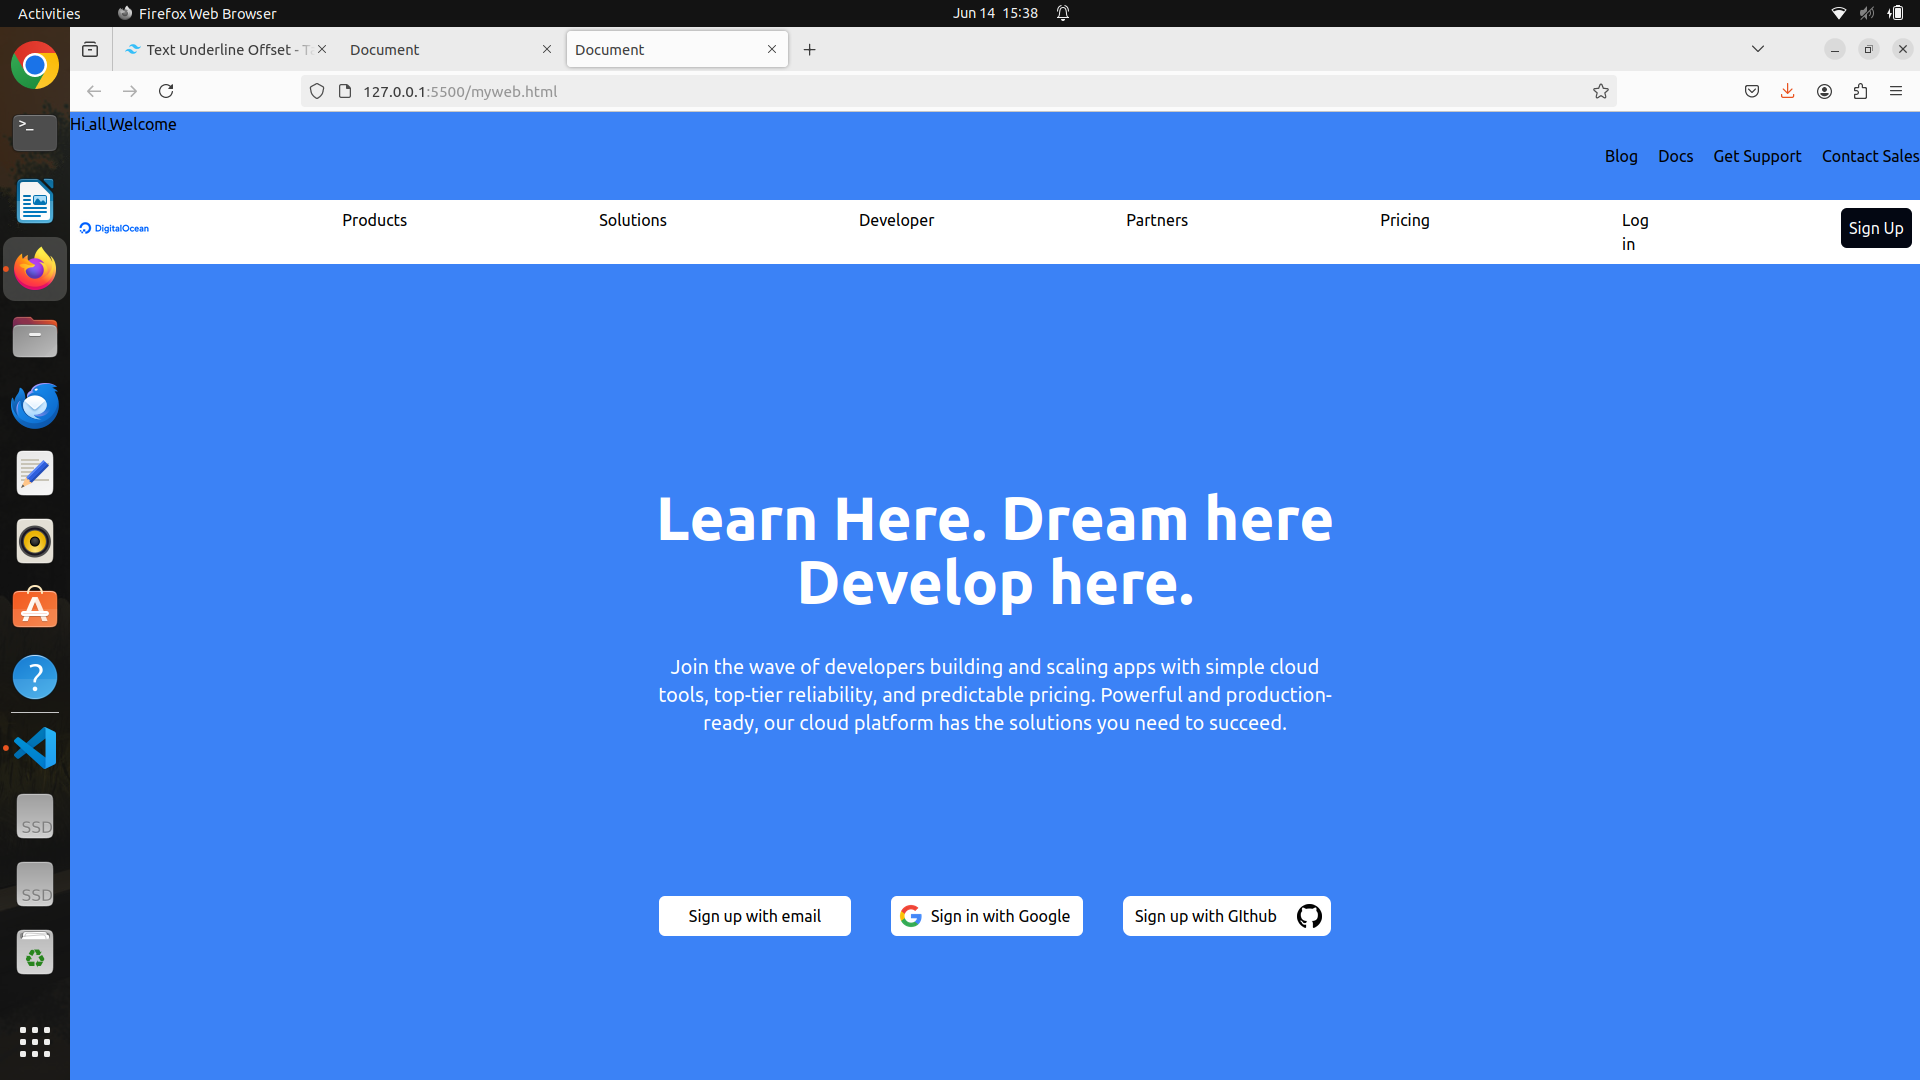 Activities
Firefox Web Browser
Jun 14 15:38
Text Underline Offset - T
Document
Document
127.0.0.1:5500/myweb.html
Hi all Welcome
Blog
Docs
Get Support
Contact Sales
DigitalOcean
Products
Solutions
Developer
Partners
Pricing
Log
in
Sign Up
Learn Here. Dream here
Develop here.
Join the wave of developers building and scaling apps with simple cloud
tools, top-tier reliability, and predictable pricing. Powerful and production-
ready, our cloud platform has the solutions you need to succeed.
Sign up with email
Sign in with Google
Sign up with GIthub
SSD
SSD